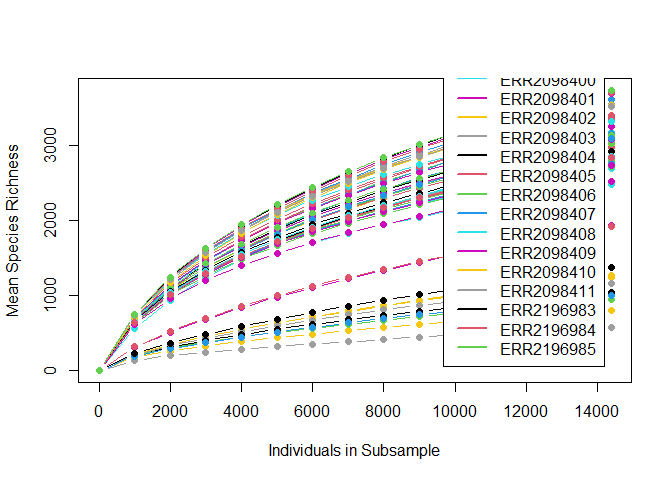 Mean Species Richness
3000
2000
1000
0
0 2000 4000 6000 8000 10000 12000 14000
Individuals in Subsample
ERR2098400
ERR2098401
ERR2098402
ERR2098403
ERR2098404
ERR2098405
ERR2098406
ERR2098407
ERR2098408
ERR2098409
ERR2098410
ERR2098411
ERR2196983
ERR2196984
ERR2196985